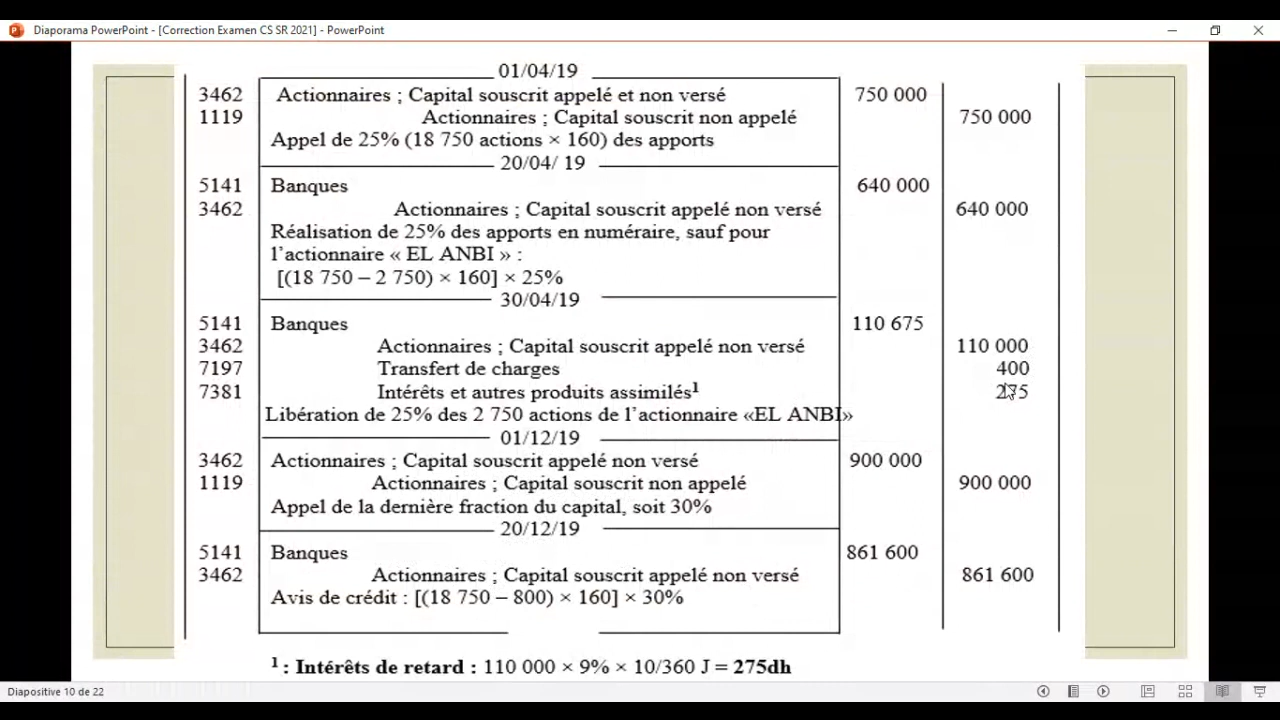 Diaporama PowerPoint - [Correction Examen CS SR 2021] - PowerPoint
01/04/19
3462 Actionnaires ; Capital souscrit appelé et non versé 750 000
1119 Actionnaires ; Capital souscrit non appelé 750 000
Appel de 25% (18 750 actions × 160) des apports
20/04/ 19
5141 Banques 640 000
3462 Actionnaires ; Capital souscrit appelé non versé 640 000
Réalisation de 25% des apports en numéraire, sauf pour
l’actionnaire « EL ANBI » :
[(18 750 – 2 750) × 160] × 25%
30/04/19
5141 Banques 110 675
3462 Actionnaires ; Capital souscrit appelé non versé 110 000
7197 Transfert de charges 400
7381 Intérêts et autres produits assimilés¹ 275
Libération de 25% des 2 750 actions de l’actionnaire «EL ANBI»
01/12/19
3462 Actionnaires ; Capital souscrit appelé non versé 900 000
1119 Actionnaires ; Capital souscrit non appelé 900 000
Appel de la dernière fraction du capital, soit 30%
20/12/19
5141 Banques 861 600
3462 Actionnaires ; Capital souscrit appelé non versé 861 600
Avis de crédit : [(18 750 – 800) × 160] × 30%
¹ : Intérêts de retard : 110 000 × 9% × 10/360 J = 275dh
Diapositive 10 de 22